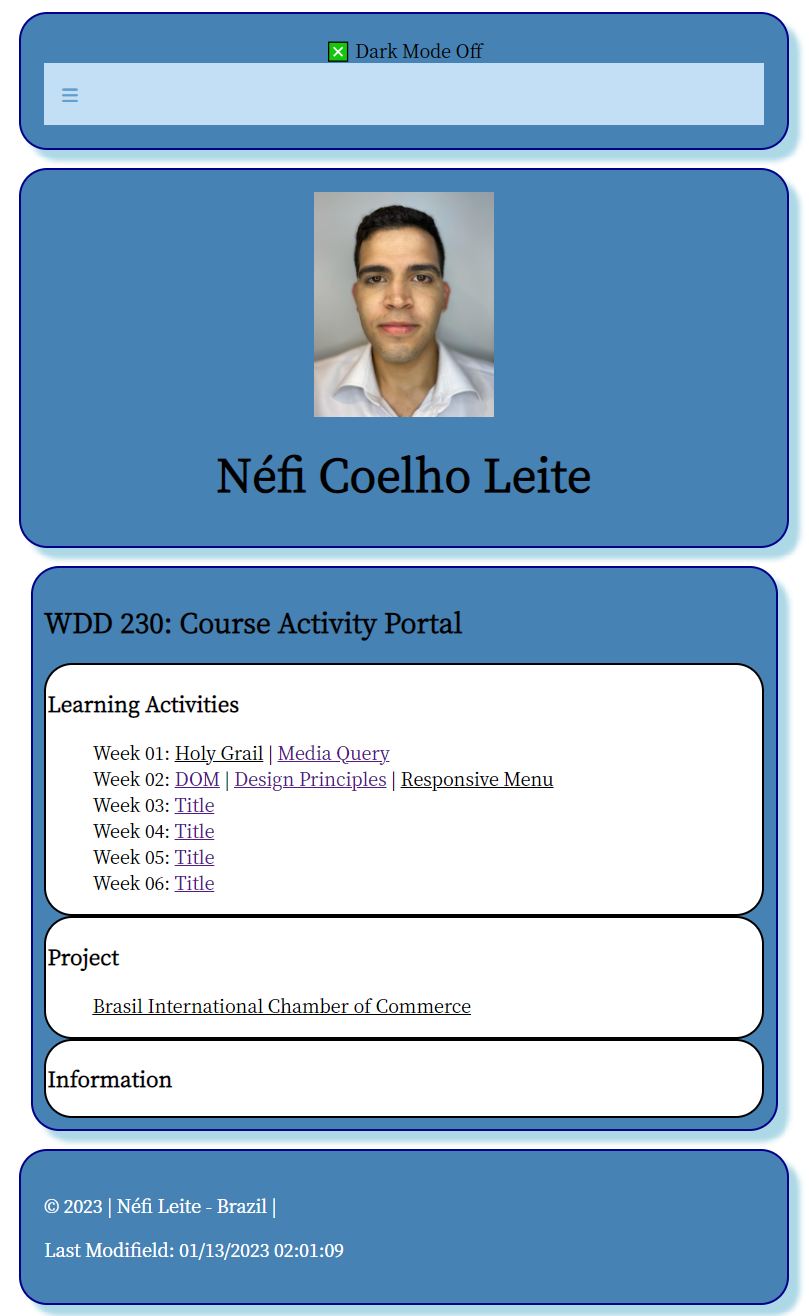 Dark Mode Off
Néfi Coelho Leite
WDD 230: Course Activity Portal
Learning Activities
Week 01: Holy Grail | Media Query
Week 02: DOM | Design Principles | Responsive Menu
Week 03: Title
Week 04: Title
Week 05: Title
Week 06: Title
Project
Brasil International Chamber of Commerce
Information
© 2023 | Néfi Leite - Brazil |
Last Modifield: 01/13/2023 02:01:09